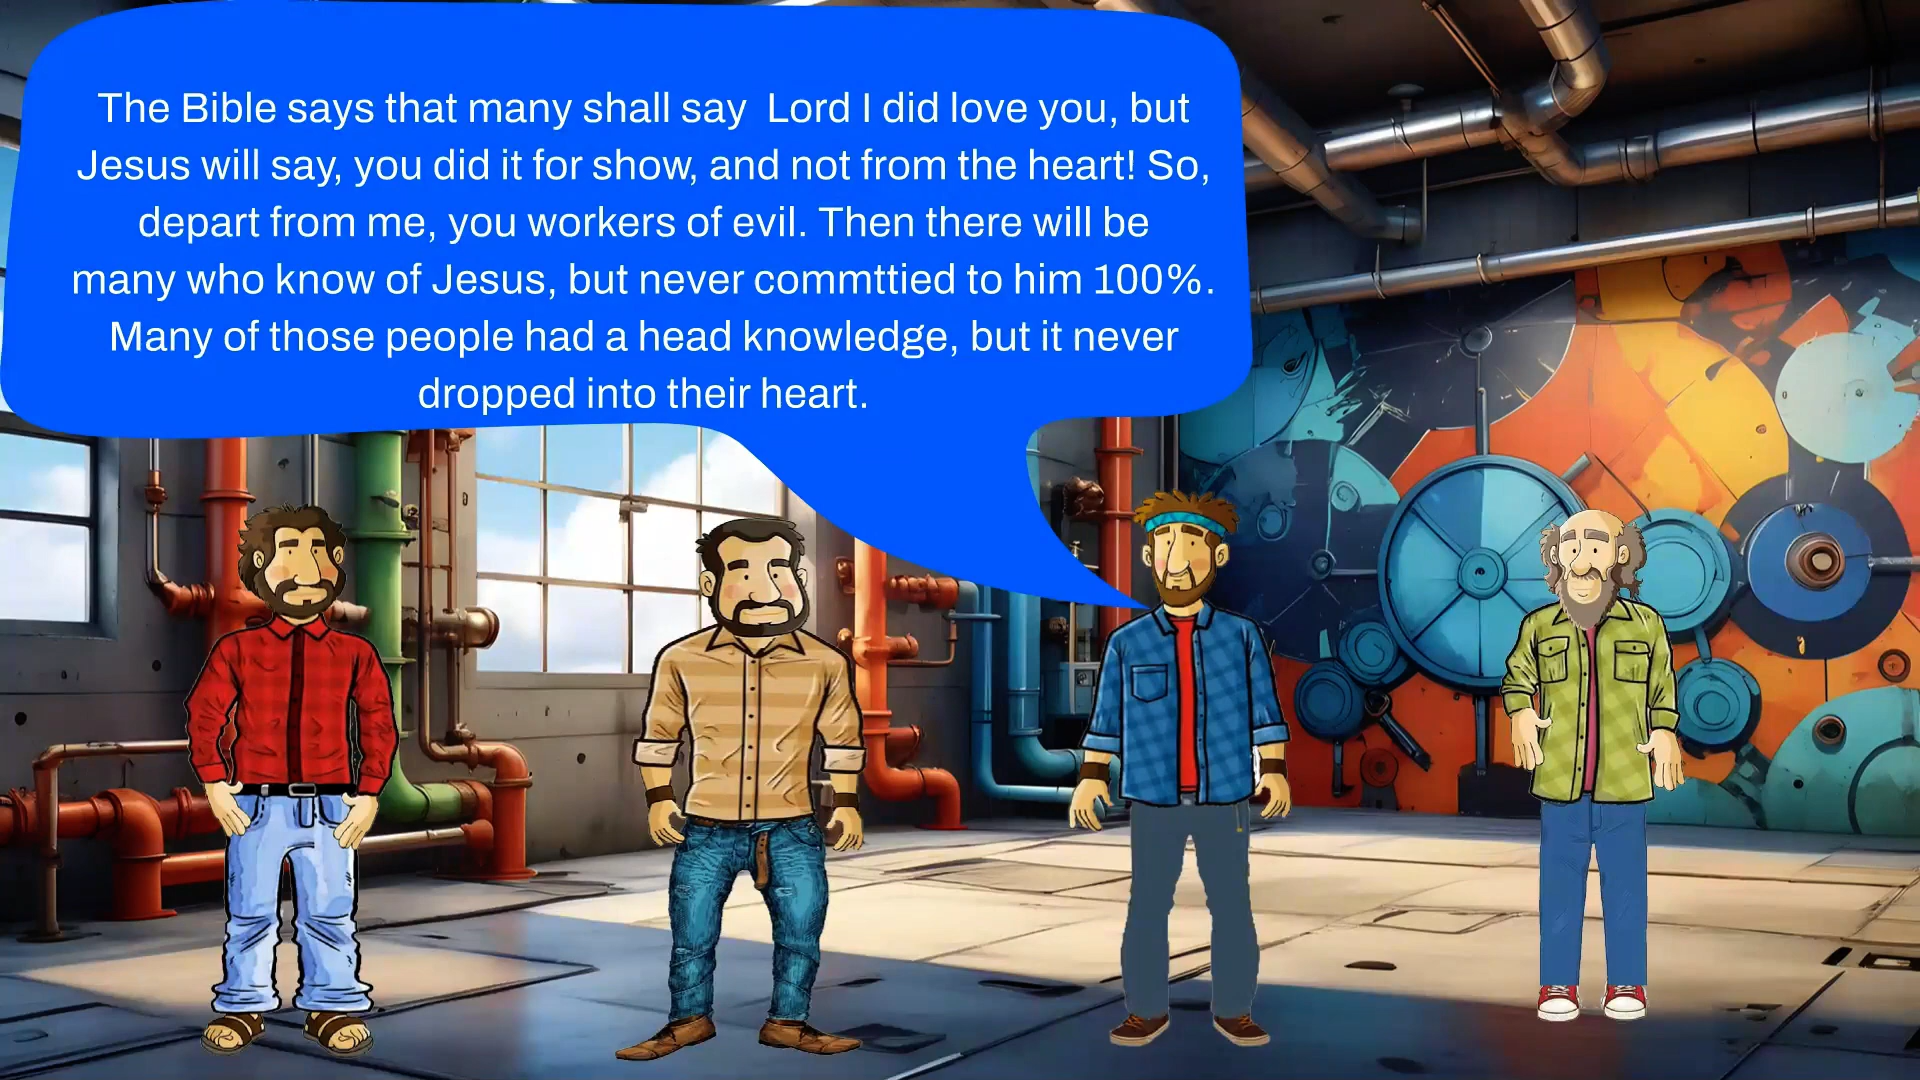 The Bible says that many shall say  Lord I did love you, but
Jesus will say, you did it for show, and not from the heart! So,
depart from me, you workers of evil. Then there will be
many who know of Jesus, but never commttied to him 100%.
Many of those people had a head knowledge, but it never
dropped into their heart.